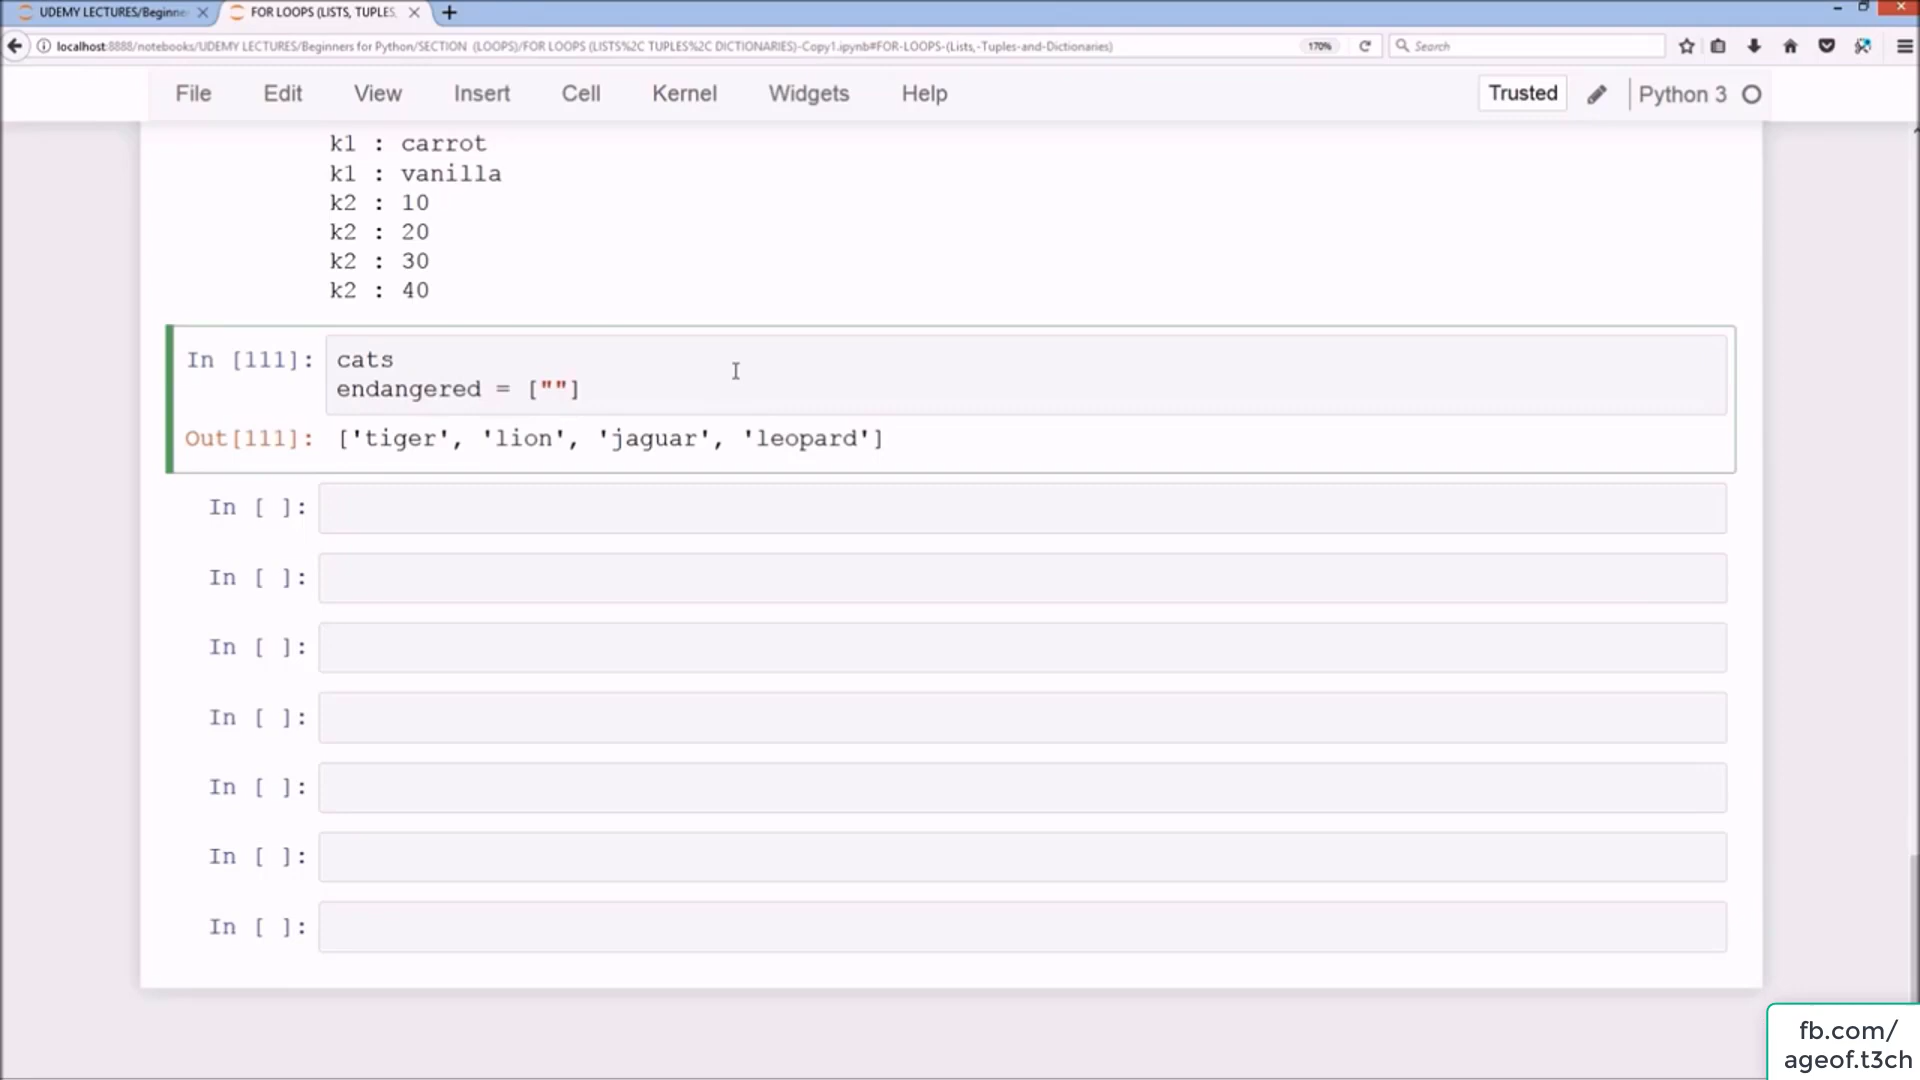 UDEMY LECTURES/Beginne
FOR LOOPS (LISTS, TUPLES,
localhost:8888/notebooks/UDEMY LECTURES/Beginners for Python/SECTION (LOOPS)/FOR LOOPS (LISTS%2C TUPLES%2C DICTIONARIES)-Copy1.ipynb#FOR-LOOPS-(Lists,-Tuples-and-Dictionaries)
170%
Search
File Edit View Insert Cell Kernel Widgets Help
Trusted
Python 3
k1 : carrot
k1 : vanilla
k2 : 10
k2 : 20
k2 : 30
k2 : 40
In [111]: cats
endangered = [""]
Out[111]: ['tiger', 'lion', 'jaguar', 'leopard']
In [ ]:
In [ ]:
In [ ]:
In [ ]:
In [ ]:
In [ ]:
In [ ]:
fb.com/
ageof.t3ch